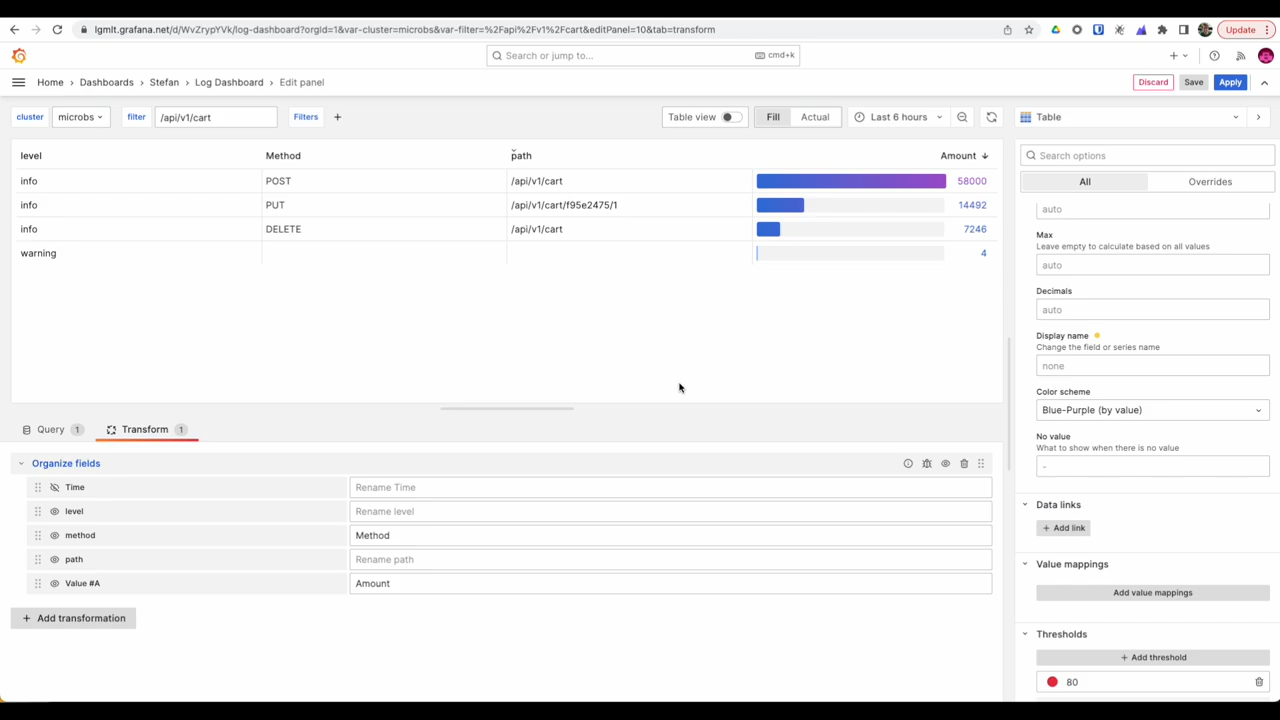 lgmlt.grafana.net/d/WvZrypYVk/log-dashboard?orgId=1&var-cluster=microbs&var-filter=%2Fapi%2Fv1%2Fcart&editPanel=10&tab=transform
Update
Search or jump to...
cmd+k
Home > Dashboards > Stefan > Log Dashboard > Edit panel
Discard
Save
Apply
cluster microbs filter /api/v1/cart Filters +
Table view Fill Actual Last 6 hours
Table
level Method path Amount
info POST /api/v1/cart 58000
info PUT /api/v1/cart/f95e2475/1 14492
info DELETE /api/v1/cart 7246
warning 4
Query 1 Transform 1
Organize fields
Time Rename Time
level Rename level
method Method
path Rename path
Value #A Amount
+ Add transformation
Search options
All Overrides
auto
Max
Leave empty to calculate based on all values
auto
Decimals
auto
Display name
Change the field or series name
none
Color scheme
Blue-Purple (by value)
No value
What to show when there is no value
-
Data links
+ Add link
Value mappings
Add value mappings
Thresholds
+ Add threshold
80